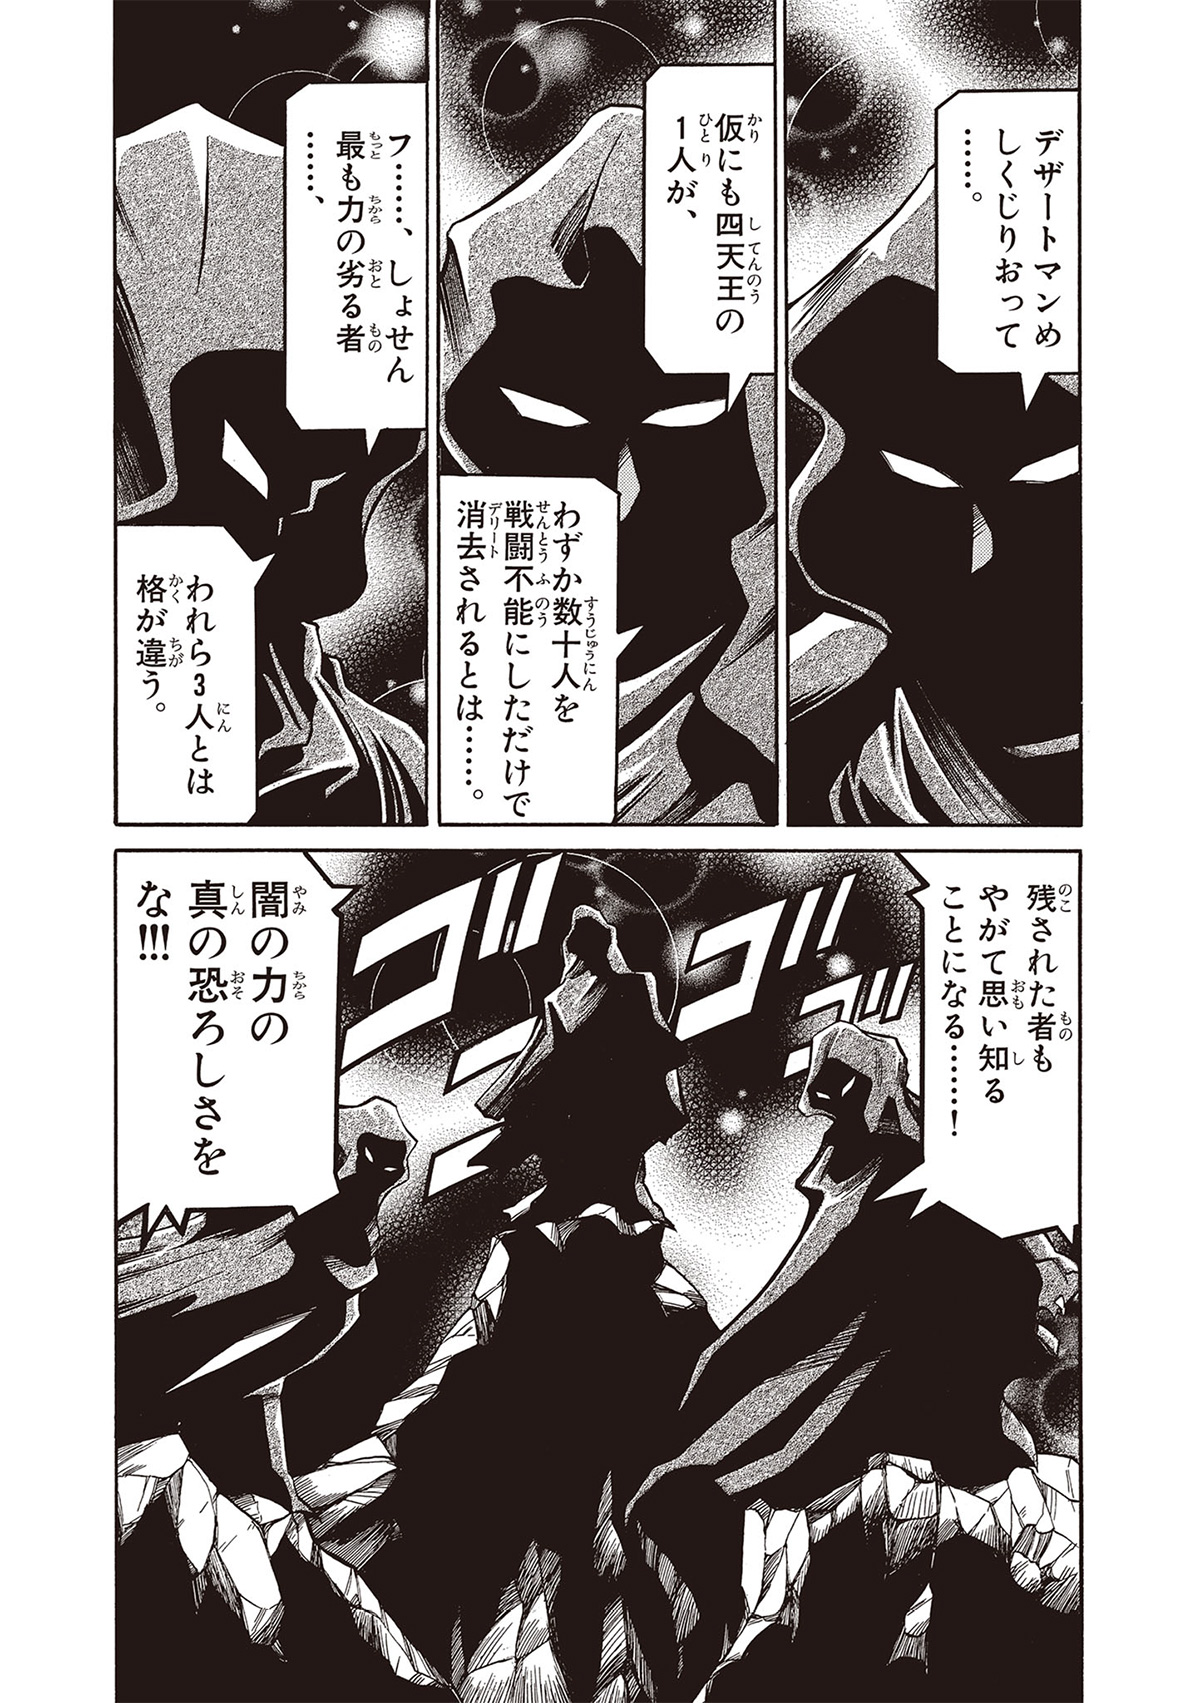 デザートマンめ
しくじりおって
……。
仮にも四天王の
1人が、
わずか数十人を
戦闘不能にしただけで
消去されるとは……。
フ……、しょせん
最も力の劣る者
……、
われら3人とは
格が違う。
残された者も
やがて思い知る
ことになる……!
ゴゴゴゴ
闇の力の
真の恐ろしさを
な!!!